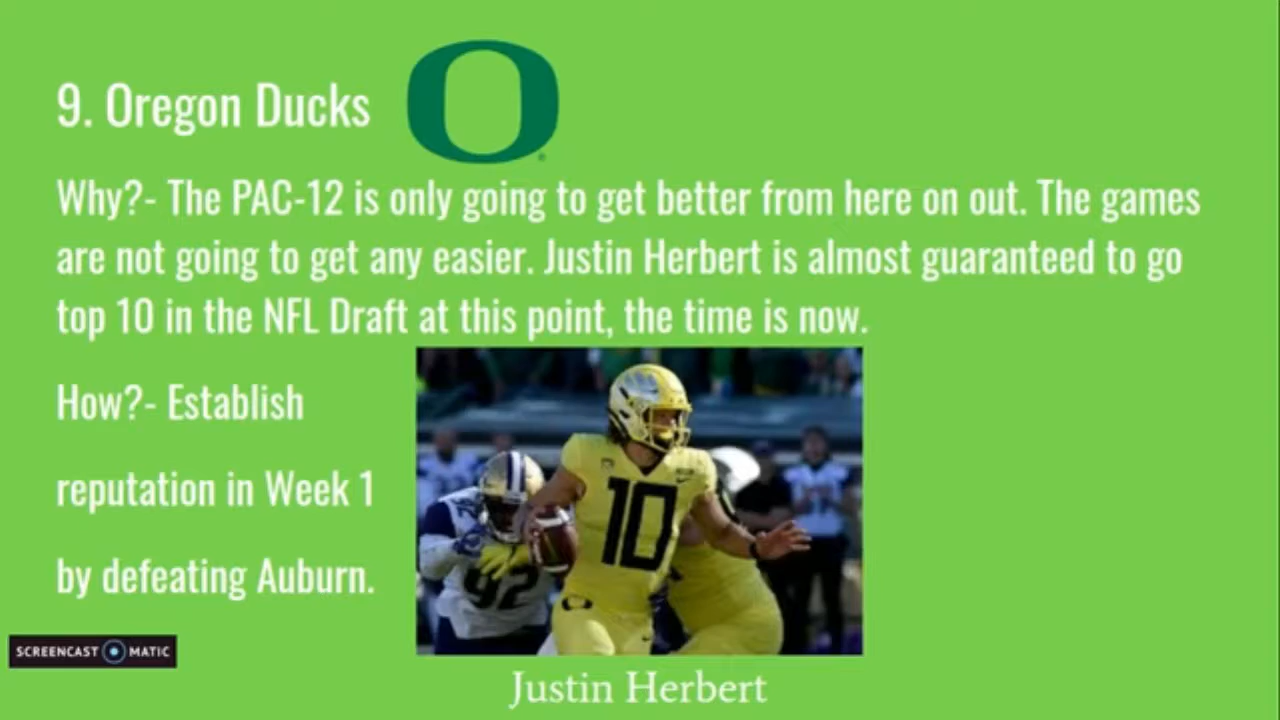 9. Oregon Ducks
O
Why?- The PAC-12 is only going to get better from here on out. The games
are not going to get any easier. Justin Herbert is almost guaranteed to go
top 10 in the NFL Draft at this point, the time is now.
How?- Establish
reputation in Week 1
by defeating Auburn.
10
92
SCREENCAST MATIC
Justin Herbert